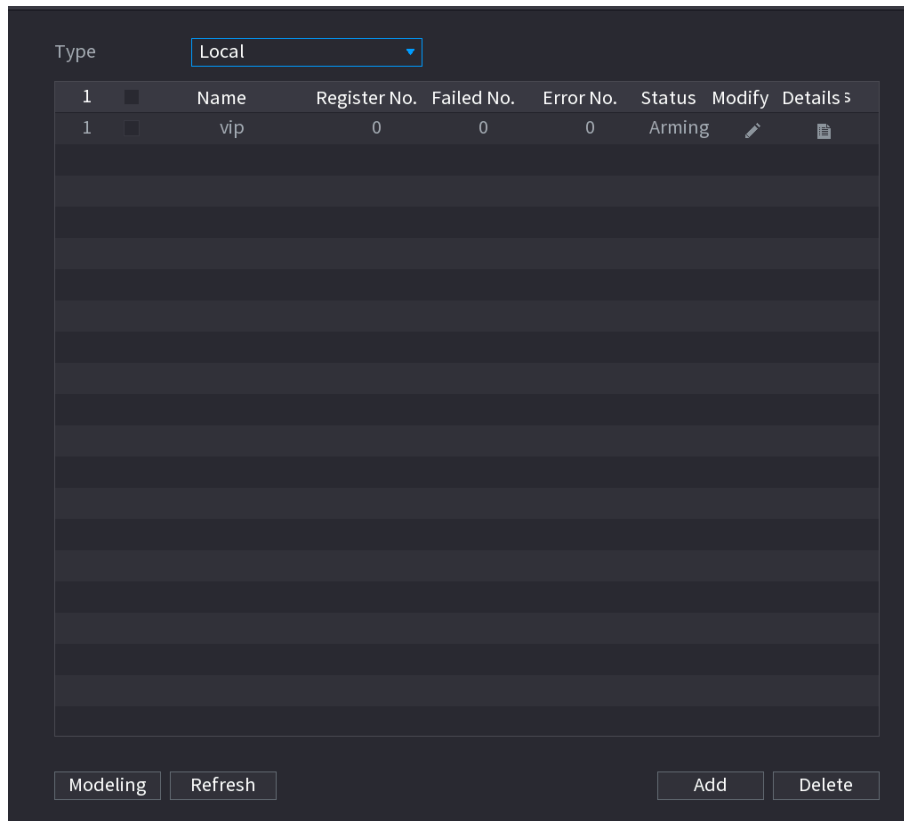 Type Local
1 Name Register No. Failed No. Error No. Status Modify Details s
1 vip 0 0 0 Arming
Modeling Refresh Add Delete